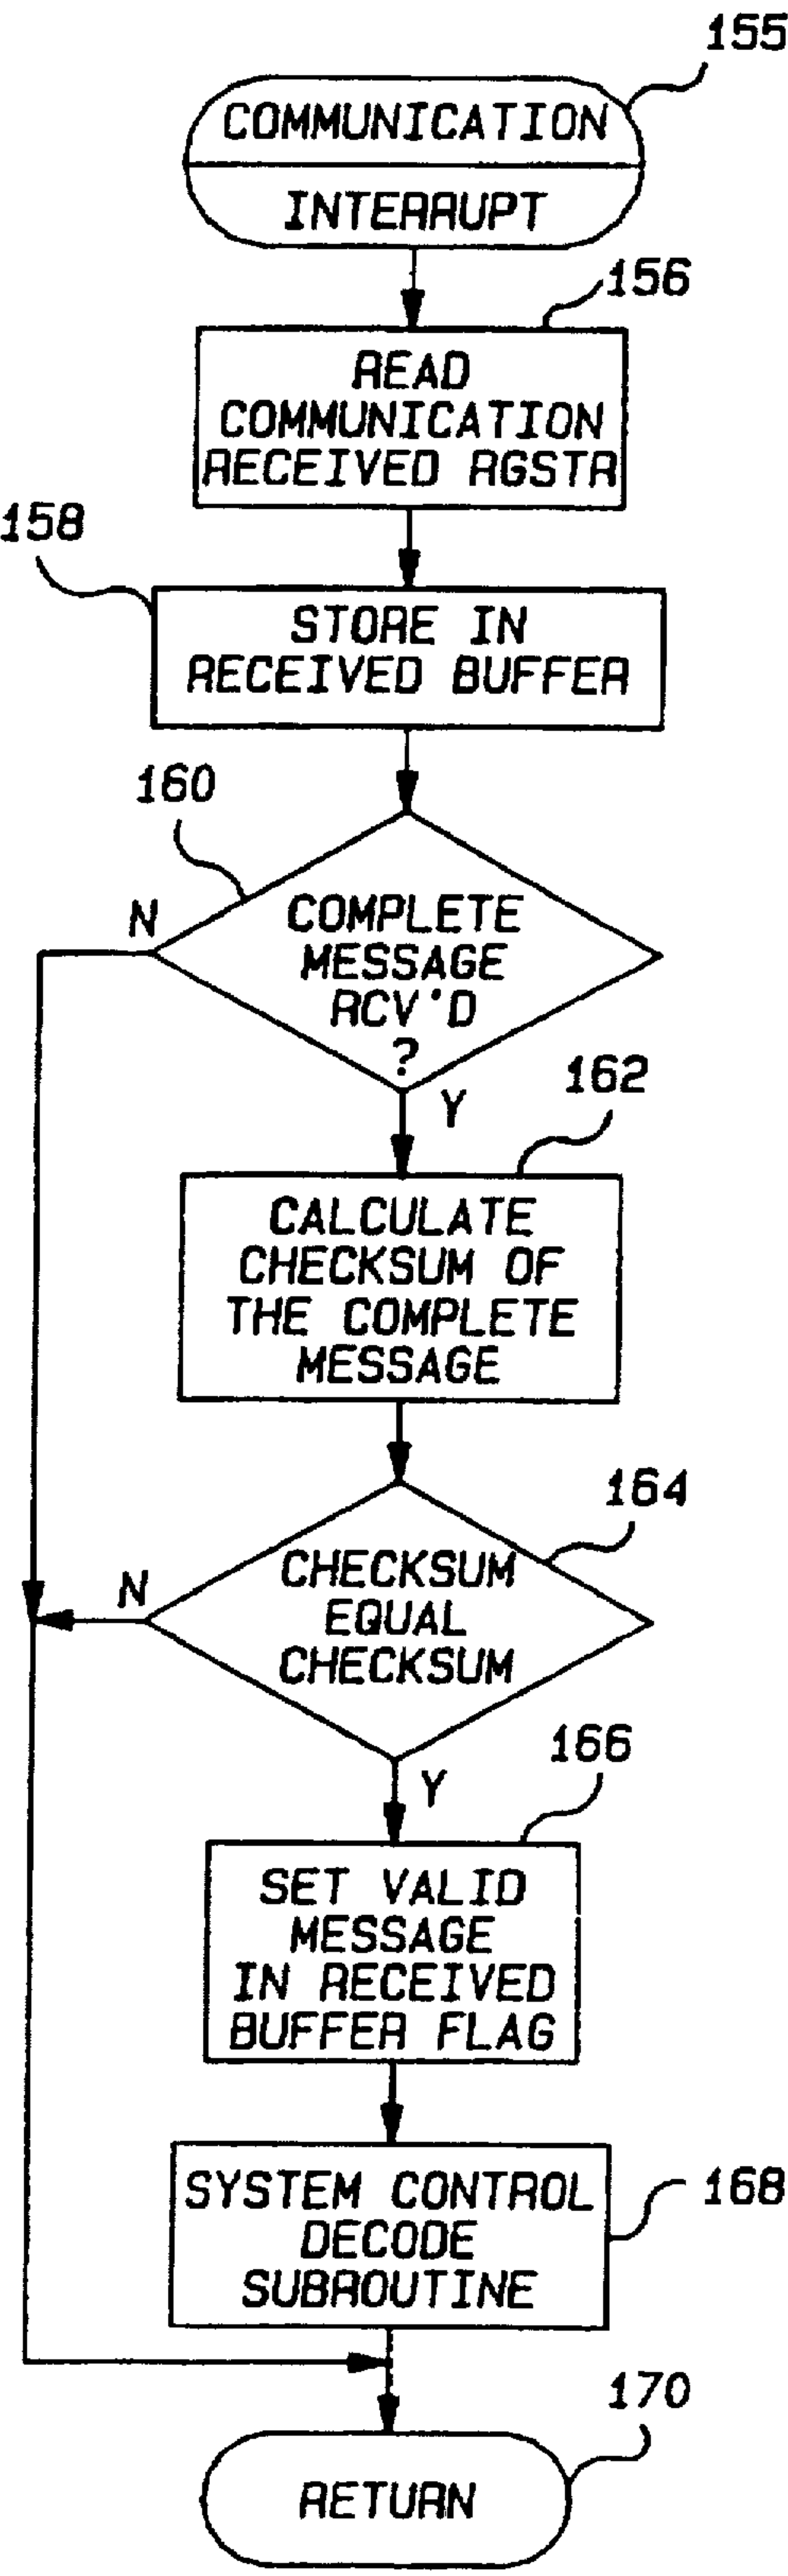 155
COMMUNICATION
INTERRUPT
156
READ
COMMUNICATION
RECEIVED RGSTR
158
STORE IN
RECEIVED BUFFER
160
N
COMPLETE
MESSAGE
RCV'D
?
Y
162
CALCULATE
CHECKSUM OF
THE COMPLETE
MESSAGE
164
N
CHECKSUM
EQUAL
CHECKSUM
166
Y
SET VALID
MESSAGE
IN RECEIVED
BUFFER FLAG
168
SYSTEM CONTROL
DECODE
SUBROUTINE
170
RETURN